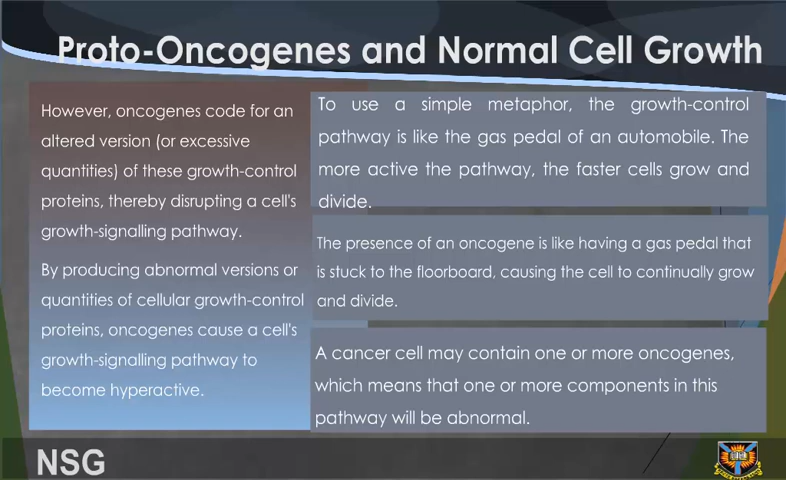 Proto-Oncogenes and Normal Cell Growth
However, oncogenes code for an
altered version (or excessive
quantities) of these growth-control
proteins, thereby disrupting a cell's
growth-signalling pathway.
By producing abnormal versions or
quantities of cellular growth-control
proteins, oncogenes cause a cell's
growth-signalling pathway to
become hyperactive.
To use a simple metaphor, the growth-control
pathway is like the gas pedal of an automobile. The
more active the pathway, the faster cells grow and
divide.
The presence of an oncogene is like having a gas pedal that
is stuck to the floorboard, causing the cell to continually grow
and divide.
A cancer cell may contain one or more oncogenes,
which means that one or more components in this
pathway will be abnormal.
NSG